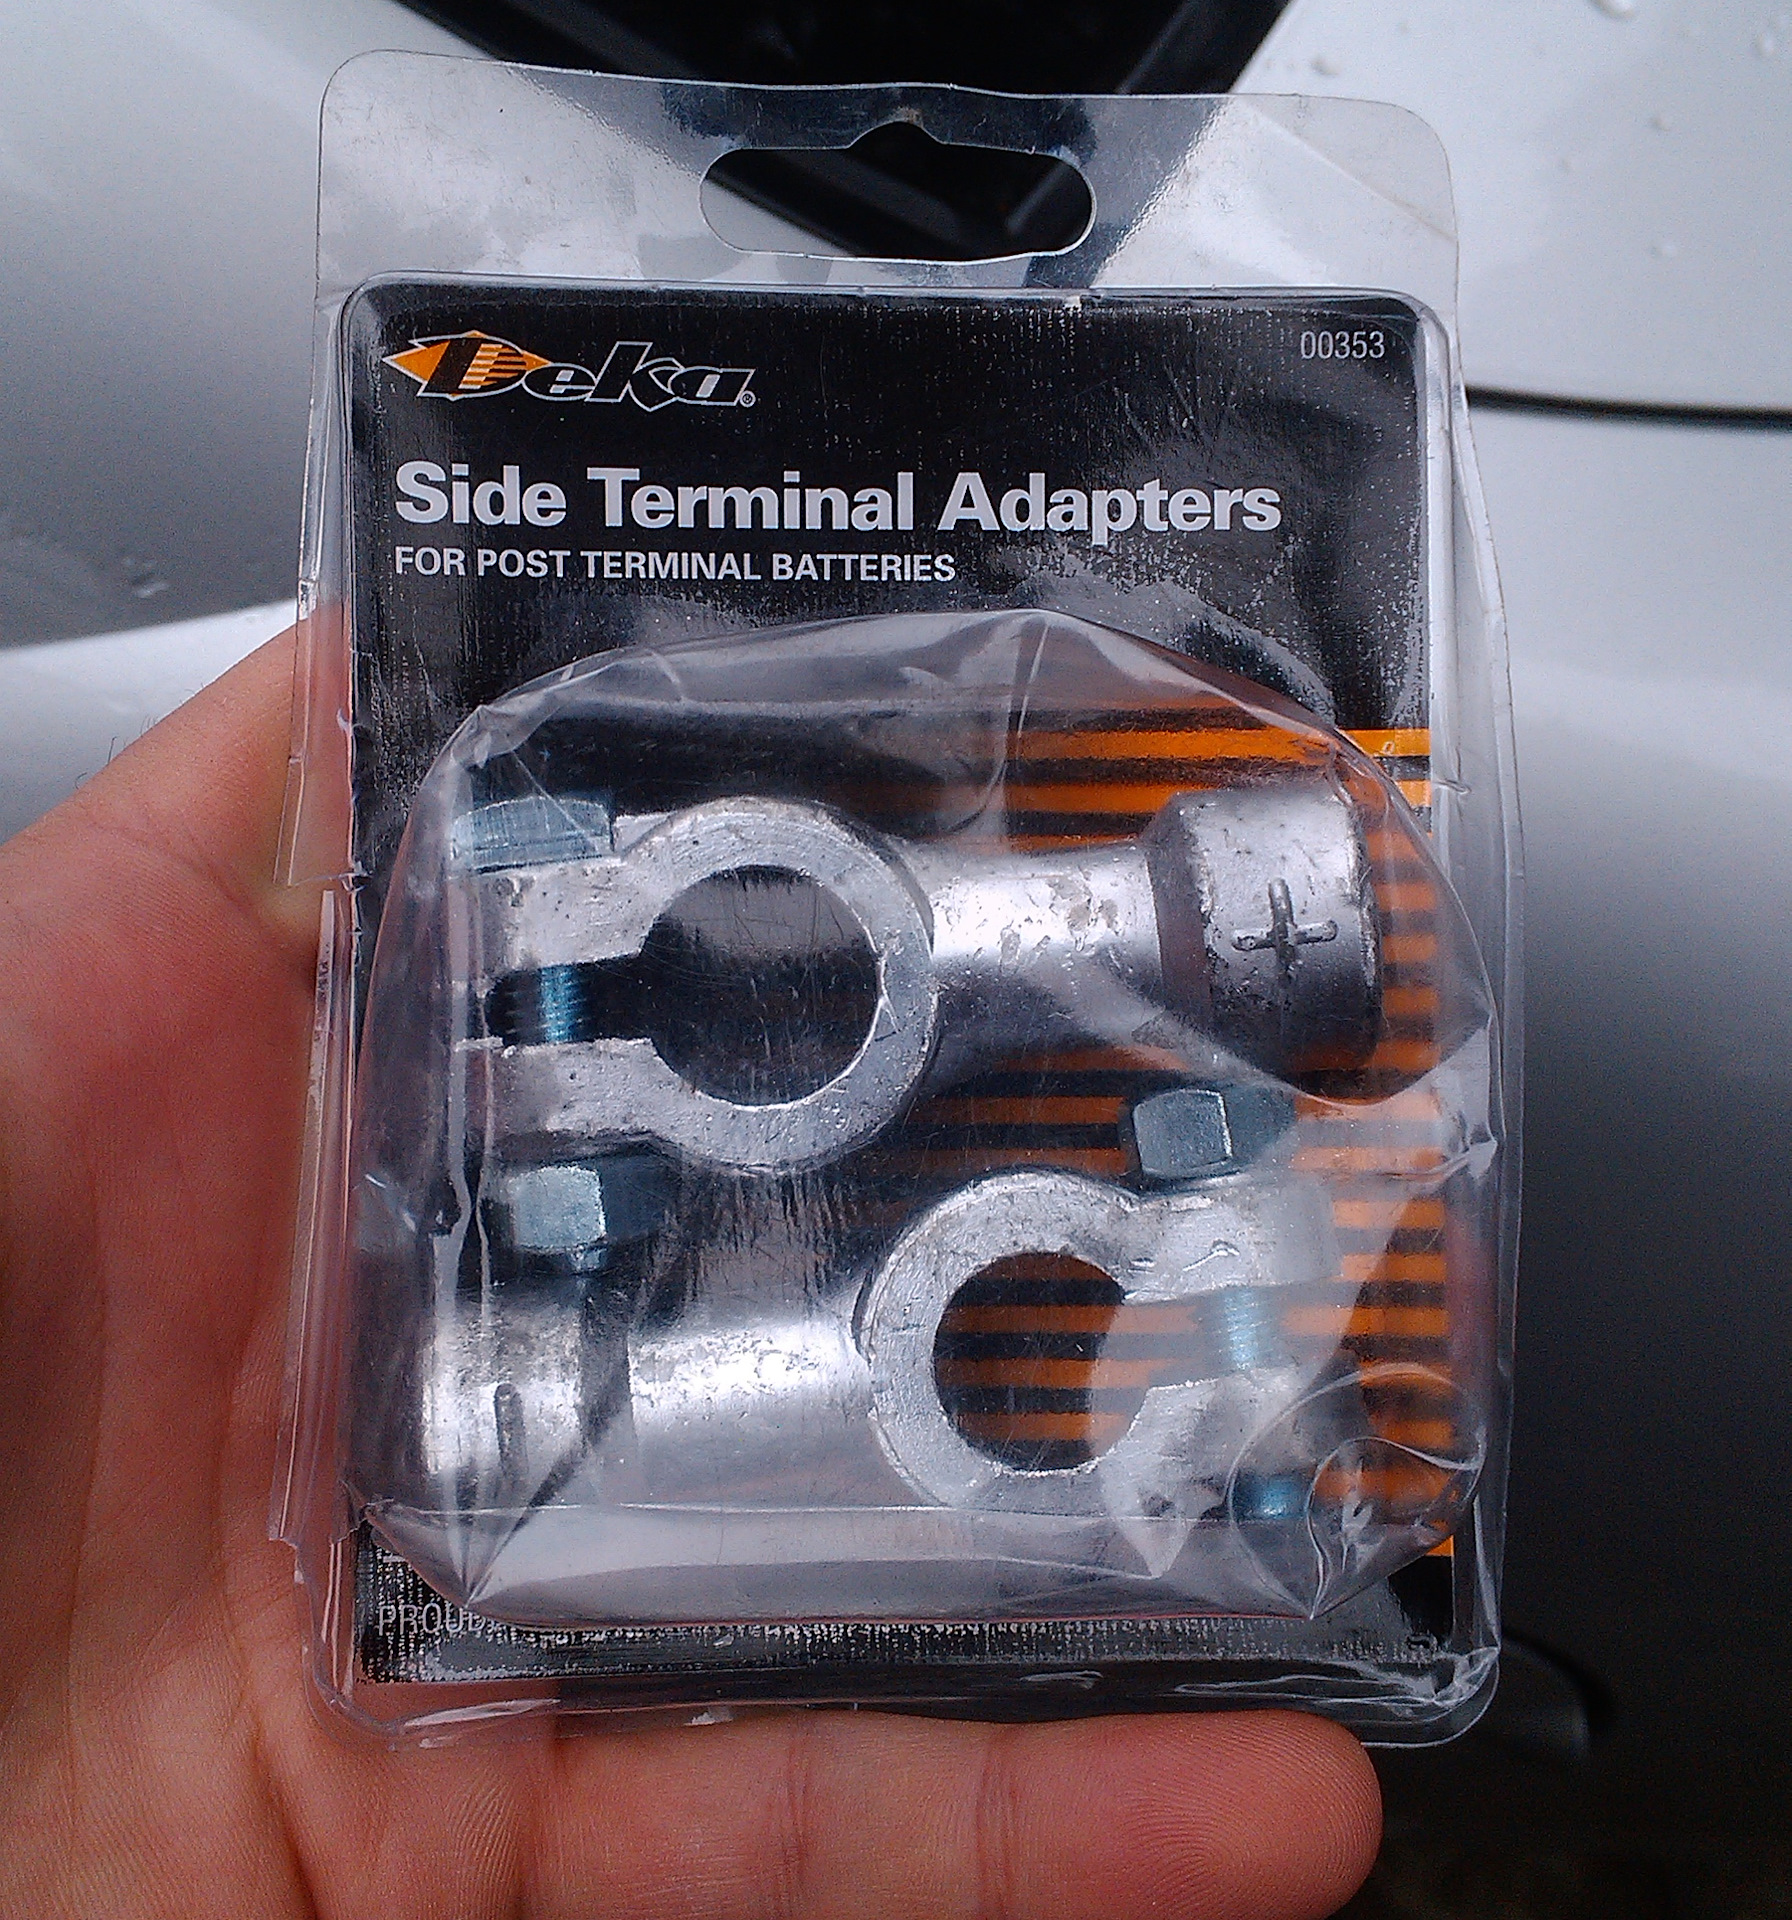 Deka®
00353
Side Terminal Adapters
FOR POST TERMINAL BATTERIES
+